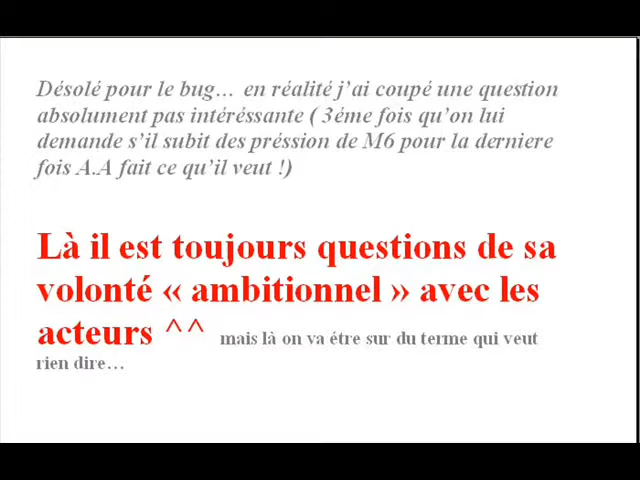 Désolé pour le bug… en réalité j’ai coupé une question
absolument pas intéréssante ( 3éme fois qu’on lui
demande s’il subit des préssion de M6 pour la derniere
fois A.A fait ce qu’il veut !)
Là il est toujours questions de sa
volonté « ambitionnel » avec les
acteurs ^^ mais là on va étre sur du terme qui veut
rien dire…